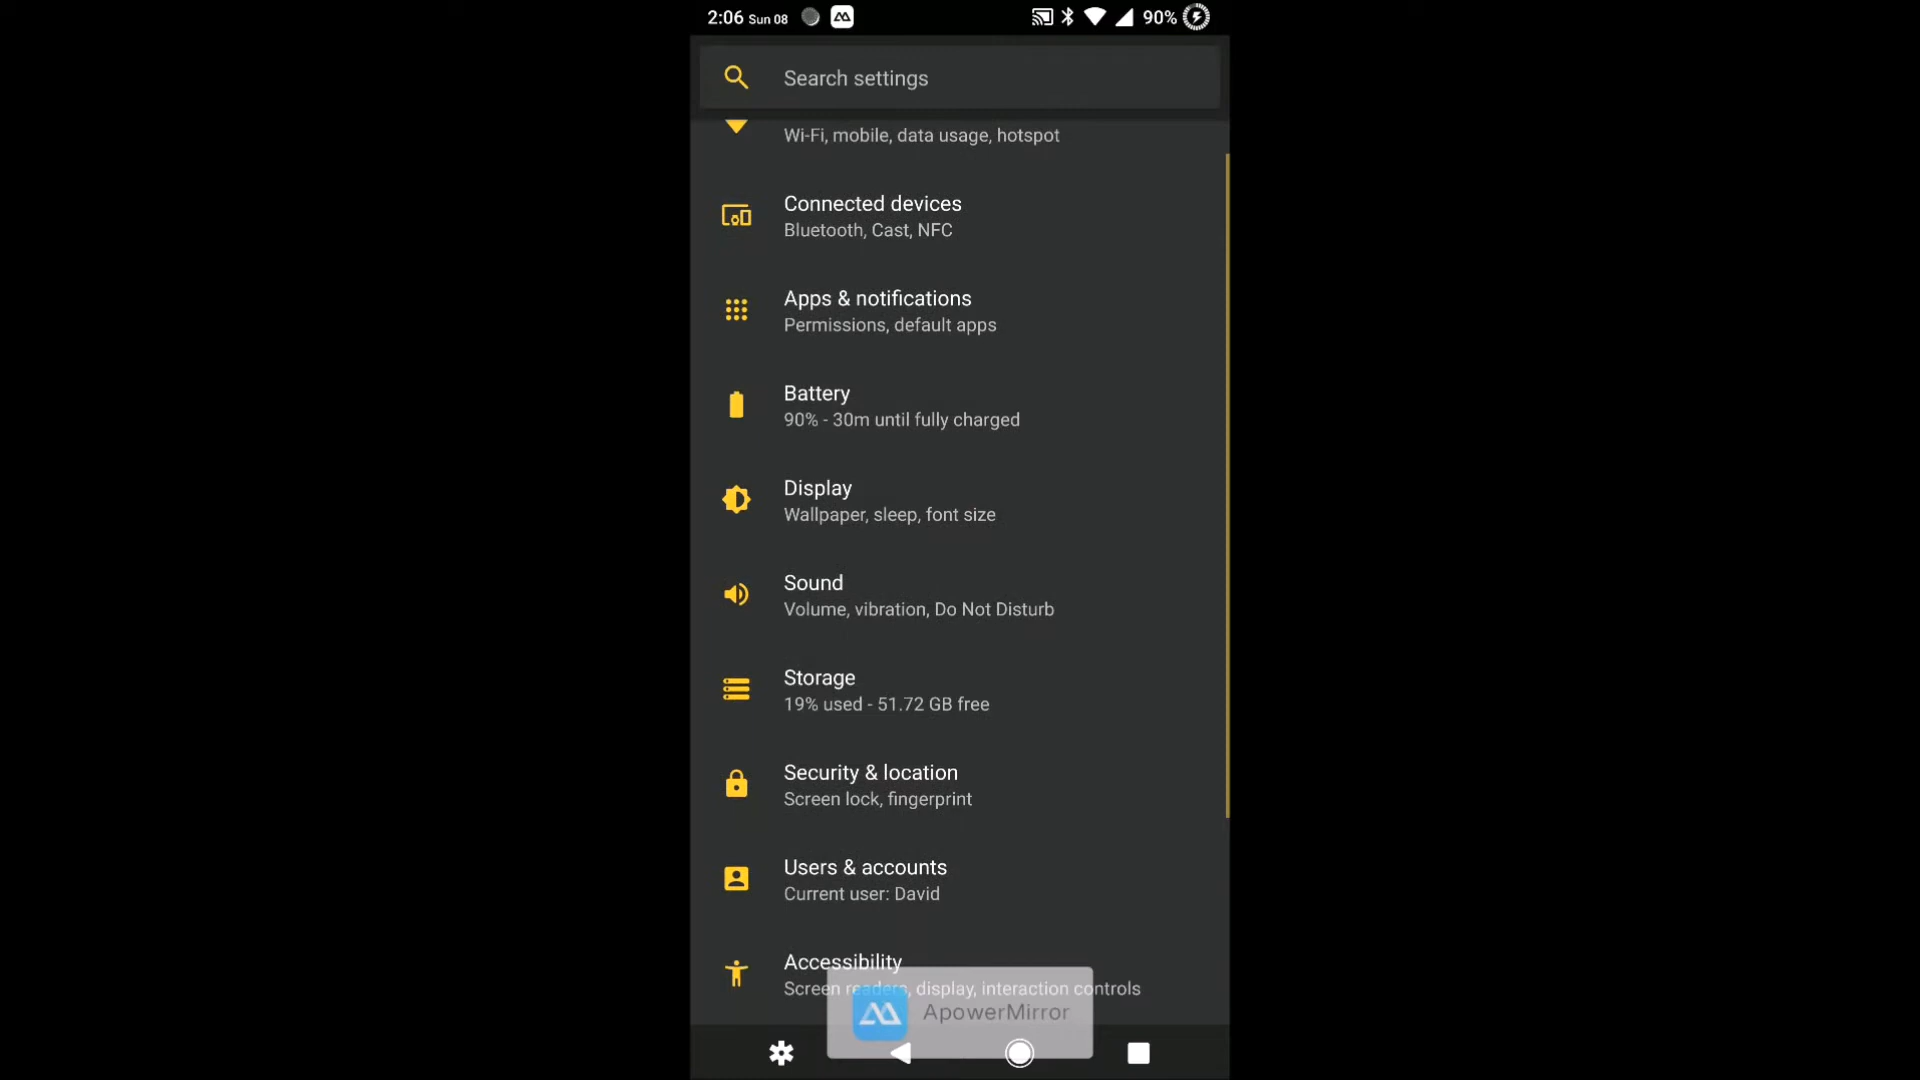 2:06 Sun 08
90%
Search settings
Wi-Fi, mobile, data usage, hotspot
Connected devices
Bluetooth, Cast, NFC
Apps & notifications
Permissions, default apps
Battery
90% - 30m until fully charged
Display
Wallpaper, sleep, font size
Sound
Volume, vibration, Do Not Disturb
Storage
19% used - 51.72 GB free
Security & location
Screen lock, fingerprint
Users & accounts
Current user: David
Accessibility
Screen readers, display, interaction controls
ApowerMirror